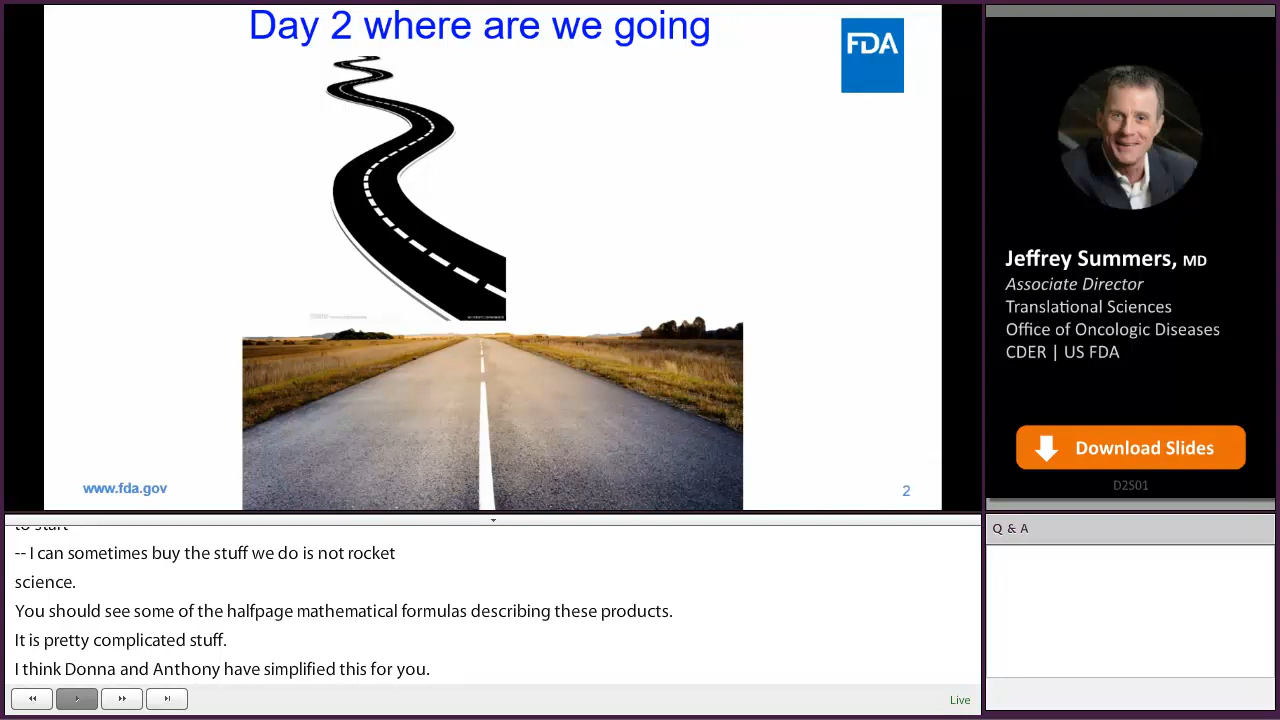 Day 2 where are we going
FDA
www.fda.gov
2
Jeffrey Summers, MD
Associate Director
Translational Sciences
Office of Oncologic Diseases
CDER | US FDA
Download Slides
D2S01
to start
-- I can sometimes buy the stuff we do is not rocket
science.
You should see some of the halfpage mathematical formulas describing these products.
It is pretty complicated stuff.
I think Donna and Anthony have simplified this for you.
Live
Q & A